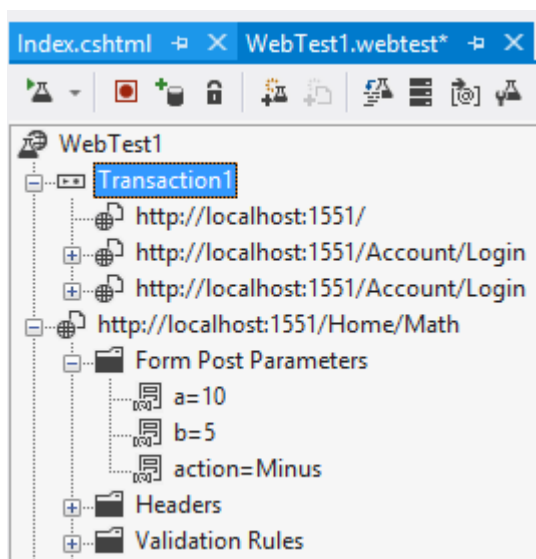 Index.cshtml WebTest1.webtest*
WebTest1
Transaction1
http://localhost:1551/
http://localhost:1551/Account/Login
http://localhost:1551/Account/Login
http://localhost:1551/Home/Math
Form Post Parameters
a=10
b=5
action=Minus
Headers
Validation Rules